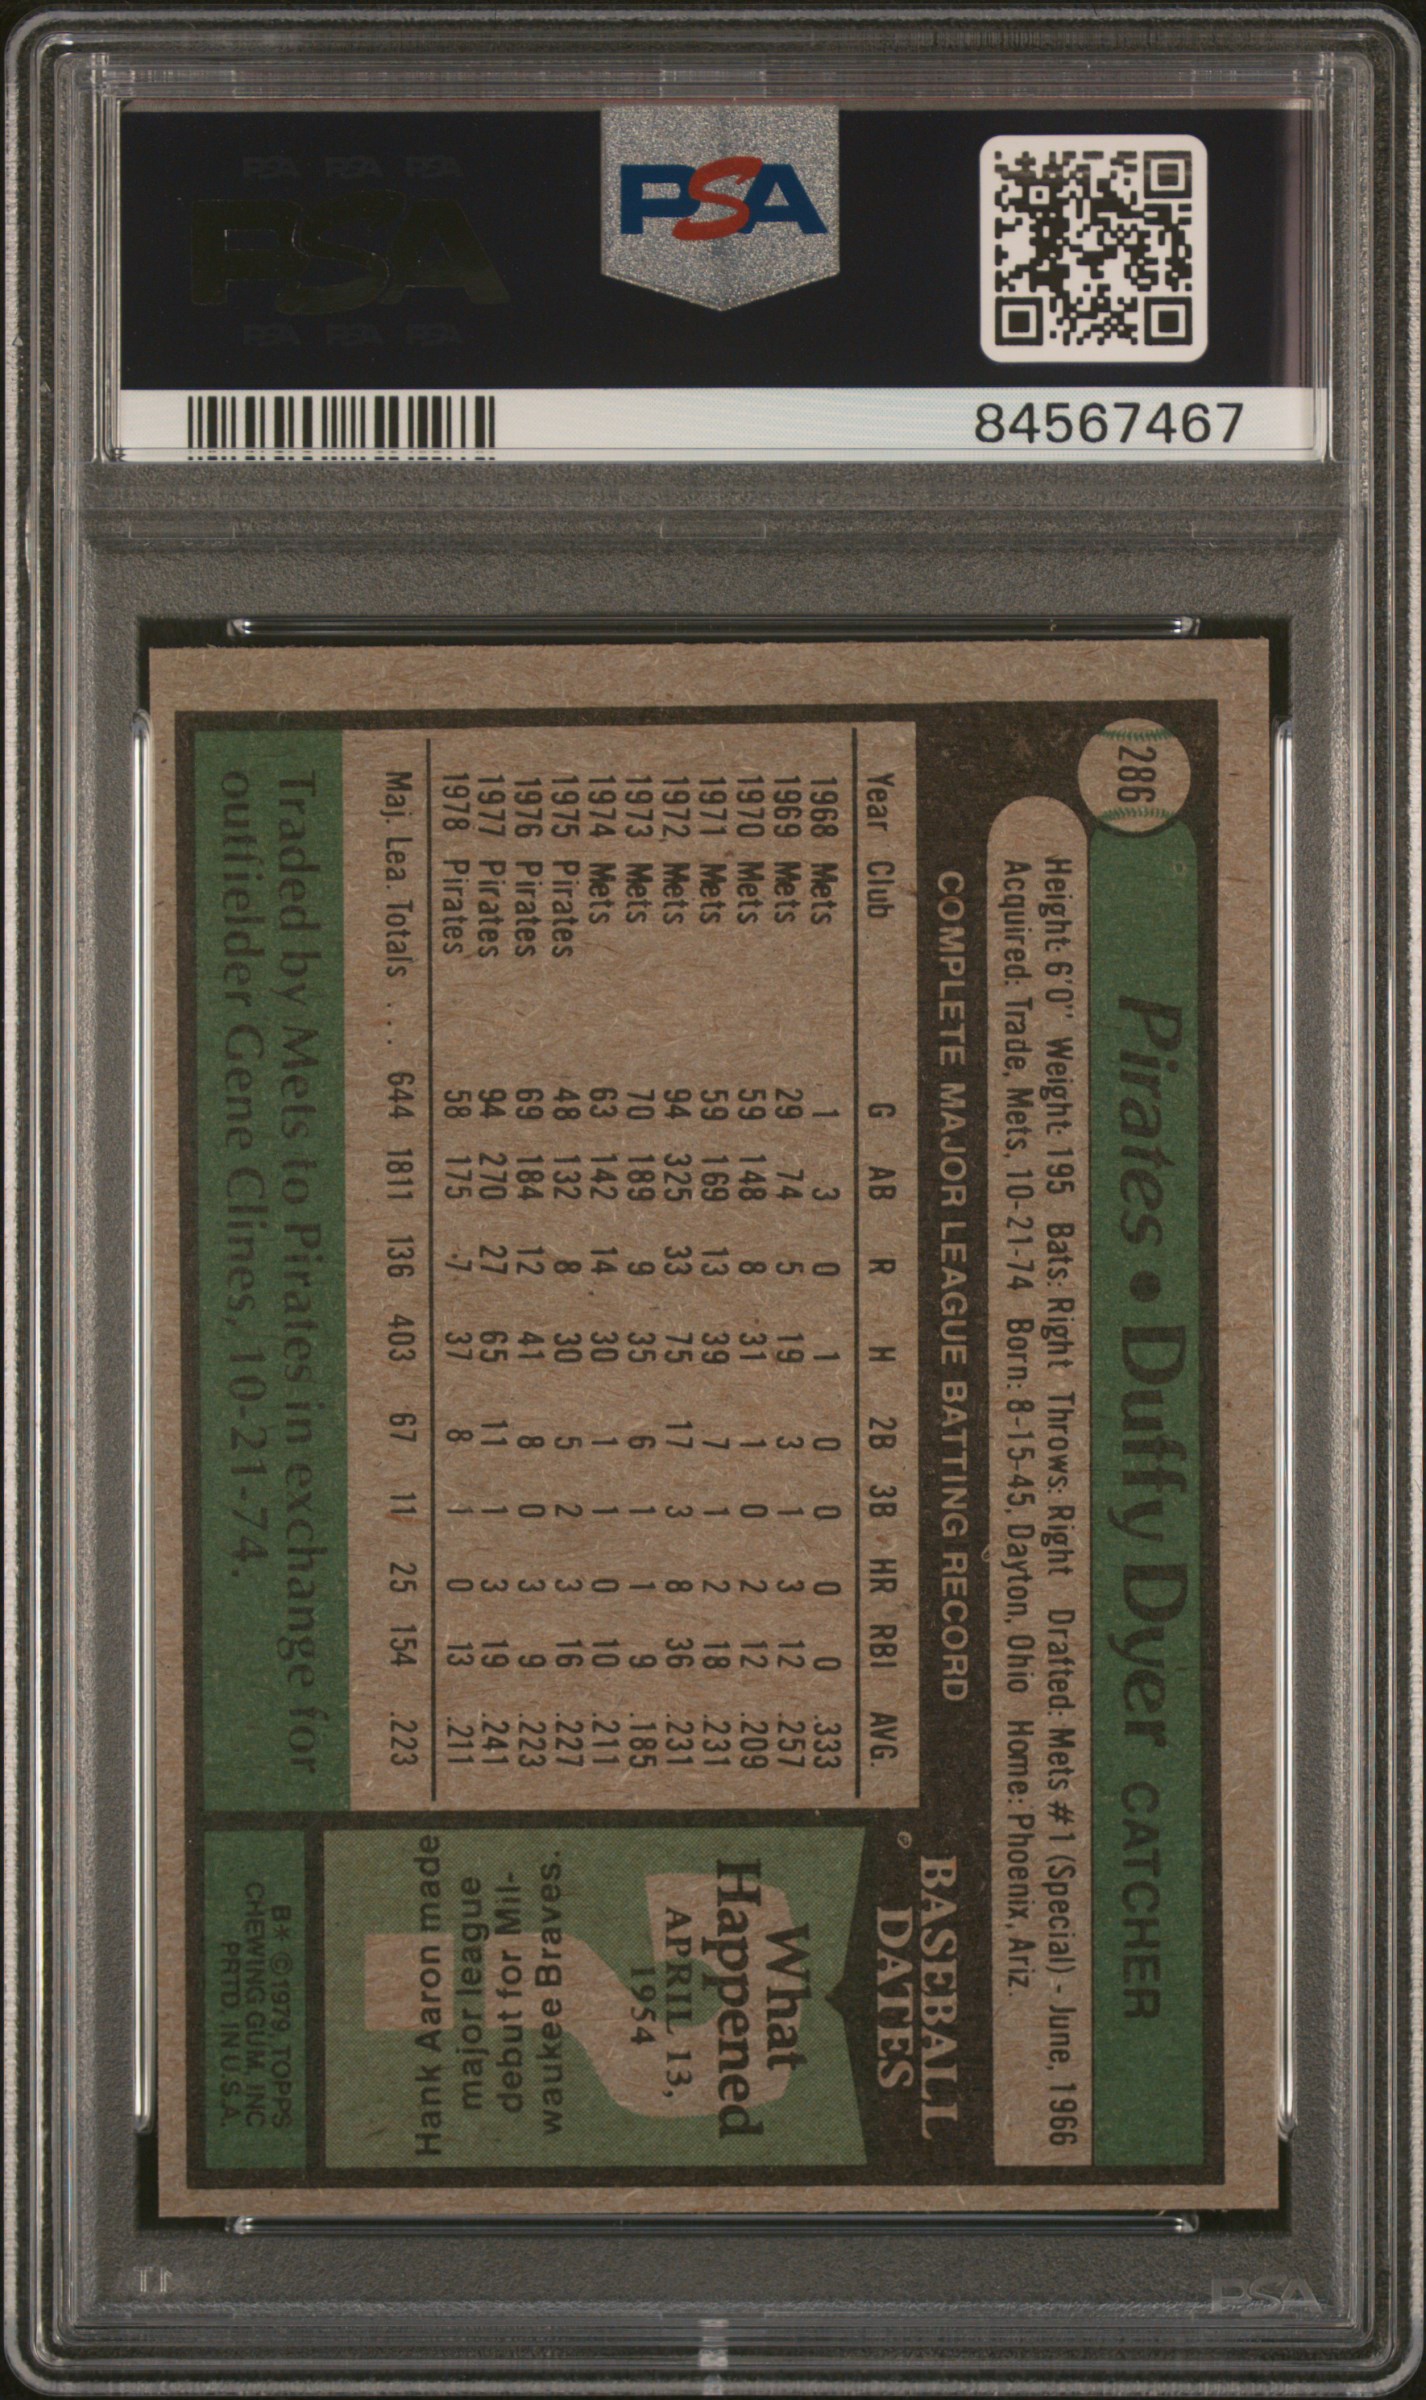 PSA PSA PSA
PSA
PSA PSA PSA
PSA
84567467
286
Pirates • Duffy Dyer CATCHER
Height: 6'0" Weight: 195 Bats: Right Throws: Right Drafted: Mets #1 (Special) - June, 1966
Acquired: Trade, Mets, 10-21-74 Born: 8-15-45, Dayton, Ohio Home: Phoenix, Ariz.
COMPLETE MAJOR LEAGUE BATTING RECORD
Year Club G AB R H 2B 3B HR RBI AVG.
1968 Mets 1 3 0 1 0 0 0 0 .333
1969 Mets 29 74 5 19 3 1 3 12 .257
1970 Mets 59 148 8 31 1 0 2 12 .209
1971 Mets 59 169 13 39 7 1 2 18 .231
1972 Mets 94 325 33 75 17 3 8 36 .231
1973 Mets 70 189 9 35 6 1 1 9 .185
1974 Mets 63 142 14 30 1 1 0 10 .211
1975 Pirates 48 132 8 30 5 2 3 16 .227
1976 Pirates 69 184 12 41 8 0 3 9 .223
1977 Pirates 94 270 27 65 11 1 3 19 .241
1978 Pirates 58 175 7 37 8 1 0 13 .211
Maj. Lea. Totals . . . 644 1811 136 403 67 11 25 154 .223
Traded by Mets to Pirates in exchange for
outfielder Gene Clines, 10-21-74.
BASEBALL
DATES
What
Happened
APRIL 13,
1954
?
Hank Aaron made
major league
debut for Mil-
waukee Braves.
B* ©1979, TOPPS
CHEWING GUM, INC
PRTD. IN U.S.A.
PSA